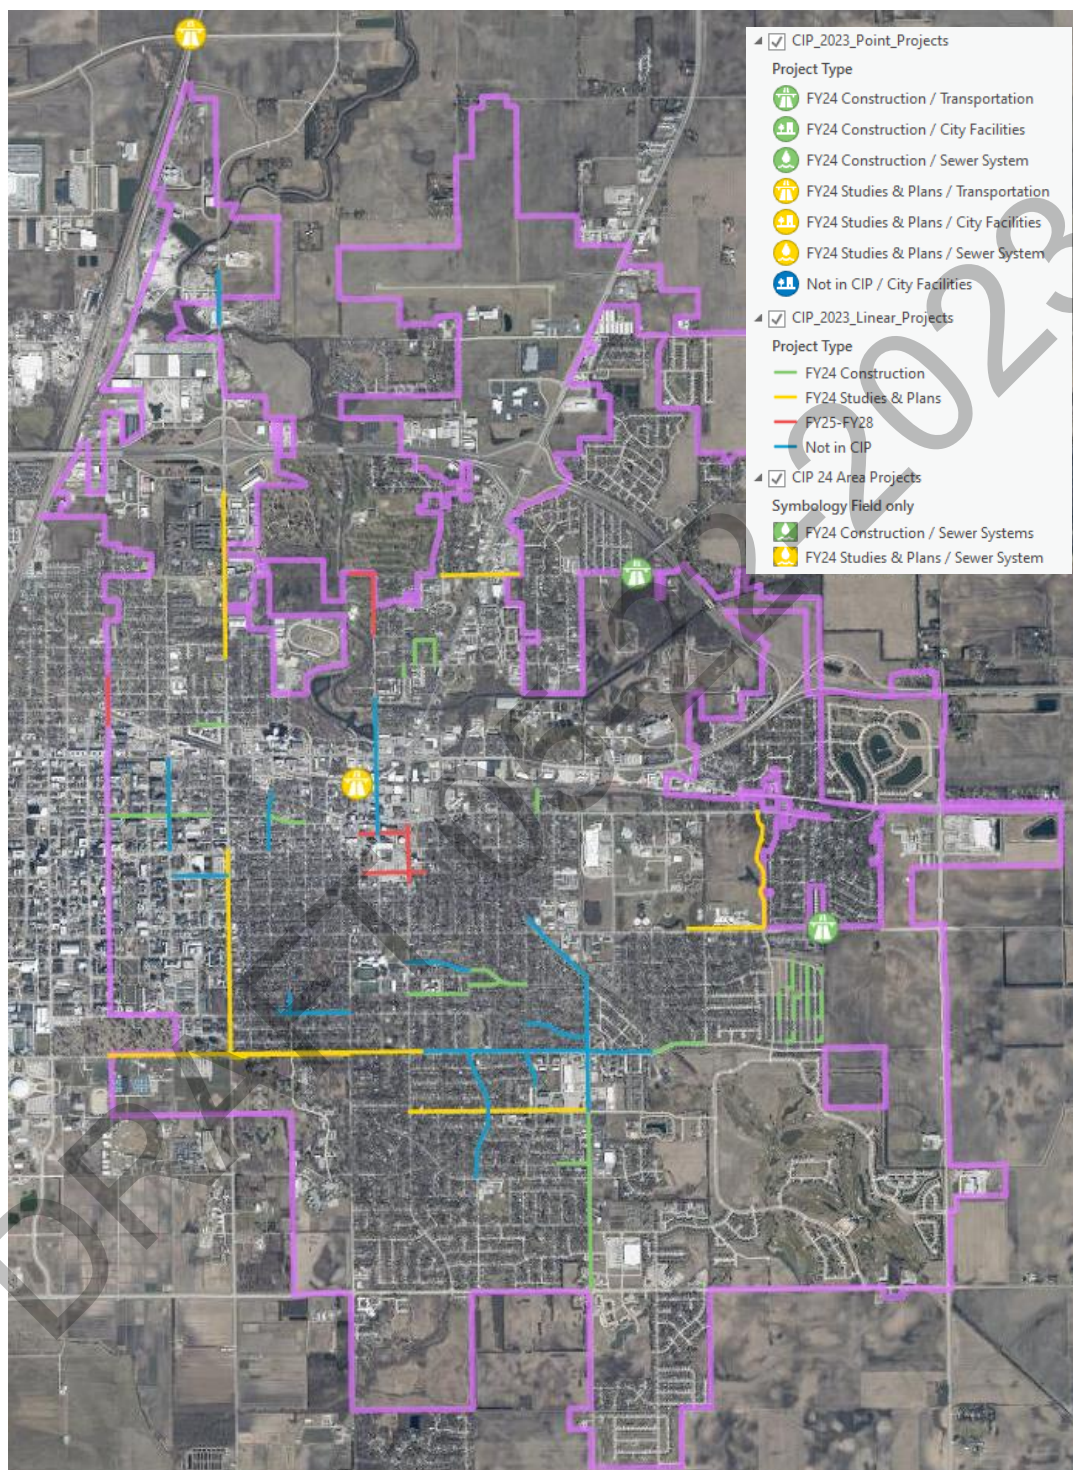 CIP_2023_Point_Projects
Project Type
FY24 Construction / Transportation
FY24 Construction / City Facilities
FY24 Construction / Sewer System
FY24 Studies & Plans / Transportation
FY24 Studies & Plans / City Facilities
FY24 Studies & Plans / Sewer System
Not in CIP / City Facilities
CIP_2023_Linear_Projects
Project Type
FY24 Construction
FY24 Studies & Plans
FY25-FY28
Not in CIP
CIP 24 Area Projects
Symbology Field only
FY24 Construction / Sewer Systems
FY24 Studies & Plans / Sewer System
DRAFT